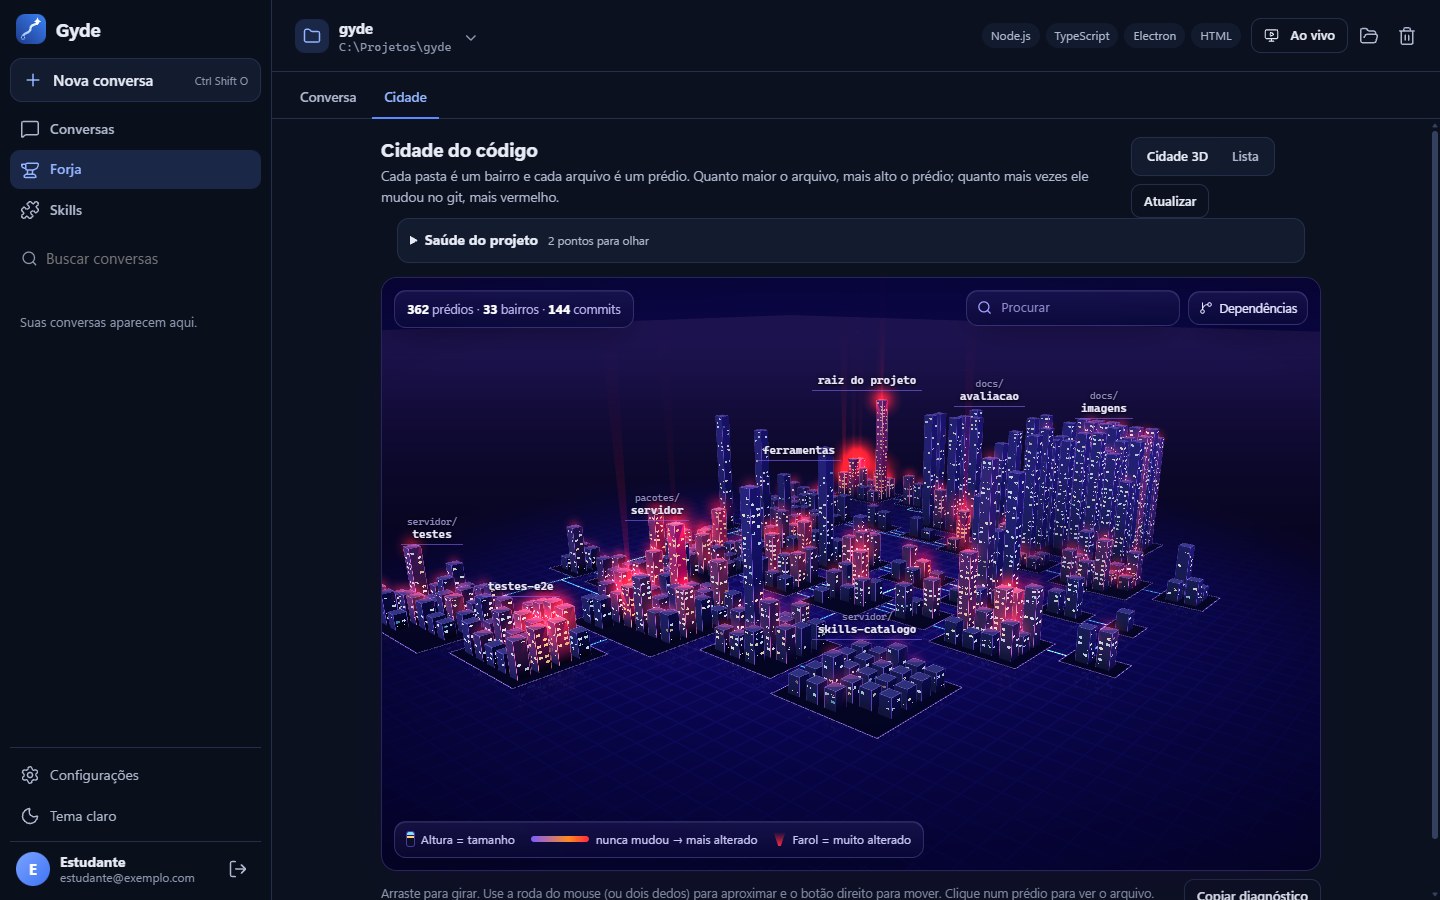 Gyde
Nova conversa Ctrl Shift O
Conversas
Forja
Skills
Buscar conversas
Suas conversas aparecem aqui.
Configurações
Tema claro
E
Estudante
estudante@exemplo.com
gyde
C:\Projetos\gyde
Node.js TypeScript Electron HTML Ao vivo
Conversa Cidade
Cidade do código
Cada pasta é um bairro e cada arquivo é um prédio. Quanto maior o arquivo, mais alto o prédio; quanto mais vezes ele
mudou no git, mais vermelho.
Cidade 3D Lista
Atualizar
Saúde do projeto 2 pontos para olhar
362 prédios · 33 bairros · 144 commits
Procurar
Dependências
raiz do projeto
docs/
avaliacao
docs/
imagens
ferramentas
pacotes/
servidor
servidor/
testes
testes-e2e
servidor/
skills-catalogo
Altura = tamanho nunca mudou → mais alterado Farol = muito alterado
Arraste para girar. Use a roda do mouse (ou dois dedos) para aproximar e o botão direito para mover. Clique num prédio para ver o arquivo.
Copiar diagnóstico